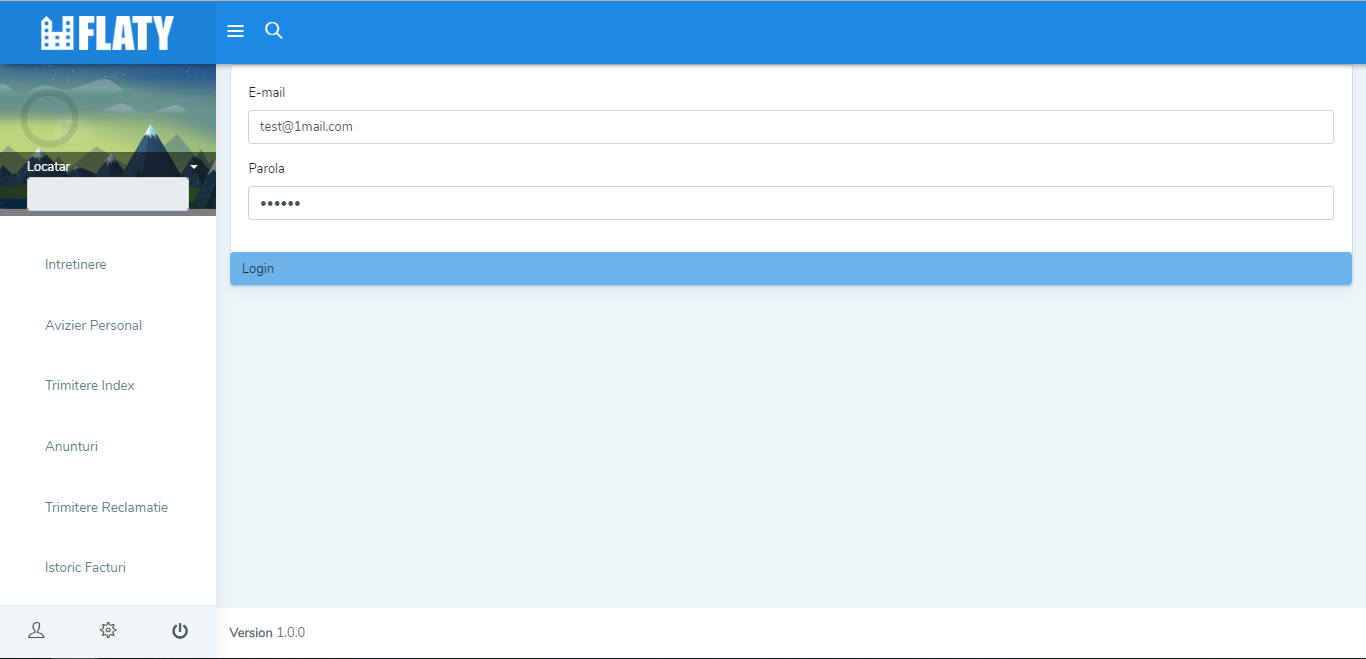 FLATY
E-mail
test@1mail.com
Parola
••••••
Login
Locatar
Intretinere
Avizier Personal
Trimitere Index
Anunturi
Trimitere Reclamatie
Istoric Facturi
Version 1.0.0